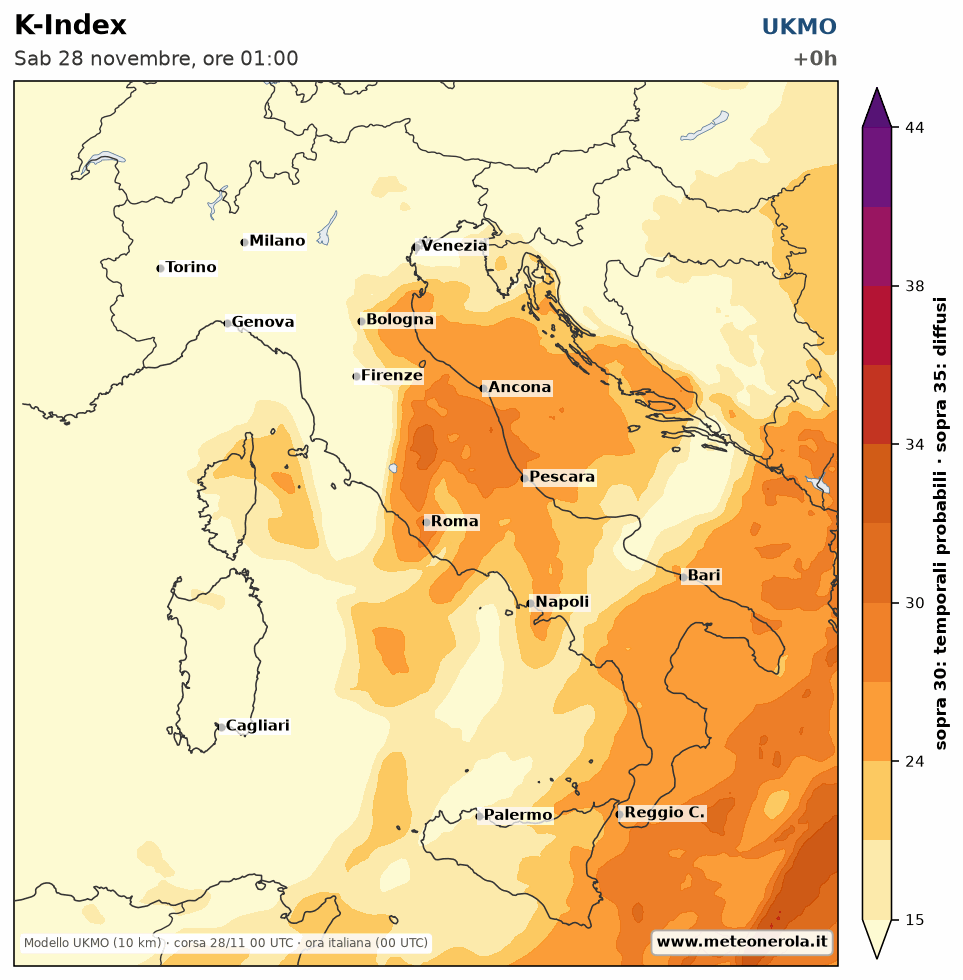 K-Index
UKMO
Sab 28 novembre, ore 01:00
+0h
Milano
Venezia
Torino
Genova
Bologna
Firenze
Ancona
Pescara
Roma
Bari
Napoli
Cagliari
Palermo
Reggio C.
44
38
34
30
24
15
sopra 30: temporali probabili · sopra 35: diffusi
Modello UKMO (10 km) · corsa 28/11 00 UTC · ora italiana (00 UTC)
www.meteonerola.it